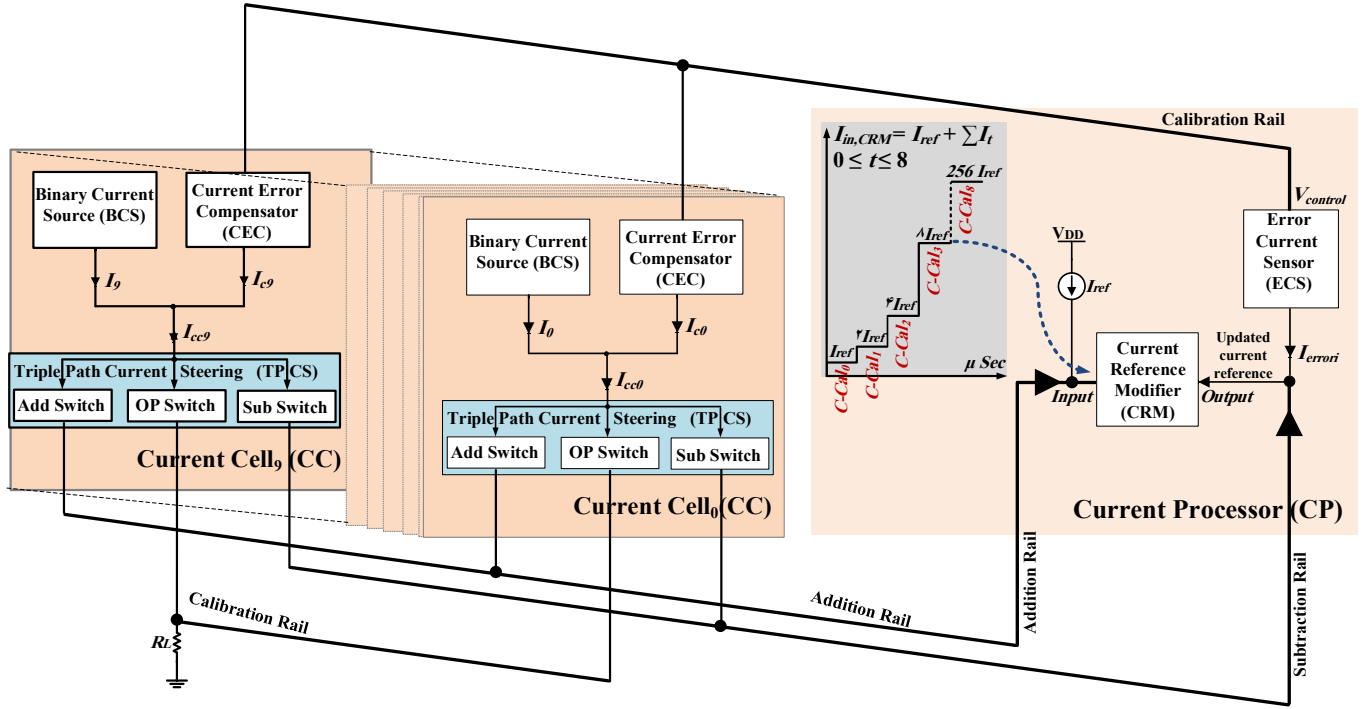 Calibration Rail
Binary Current
Source (BCS)
Current Error
Compensator
(CEC)
I9
Ic9
Icc9
Triple Path Current Steering (TPCS)
Add Switch
OP Switch
Sub Switch
Current Cell9 (CC)
Binary Current
Source (BCS)
Current Error
Compensator
(CEC)
I0
Ic0
Icc0
Triple Path Current Steering (TPCS)
Add Switch
OP Switch
Sub Switch
Current Cell0(CC)
Iin,CRM= Iref + ∑It
0 ≤ t ≤ 8
256 Iref
C-Cal8
۸Iref
C-Cal3
۴Iref
C-Cal2
۲Iref
C-Cal1
Iref
C-Cal0
μ Sec
VDD
Iref
Input
Current
Reference
Modifier
(CRM)
Updated
current
reference
Output
Vcontrol
Error
Current
Sensor
(ECS)
Ierrori
Current Processor (CP)
Calibration Rail
RL
Addition Rail
Addition Rail
Subtraction Rail